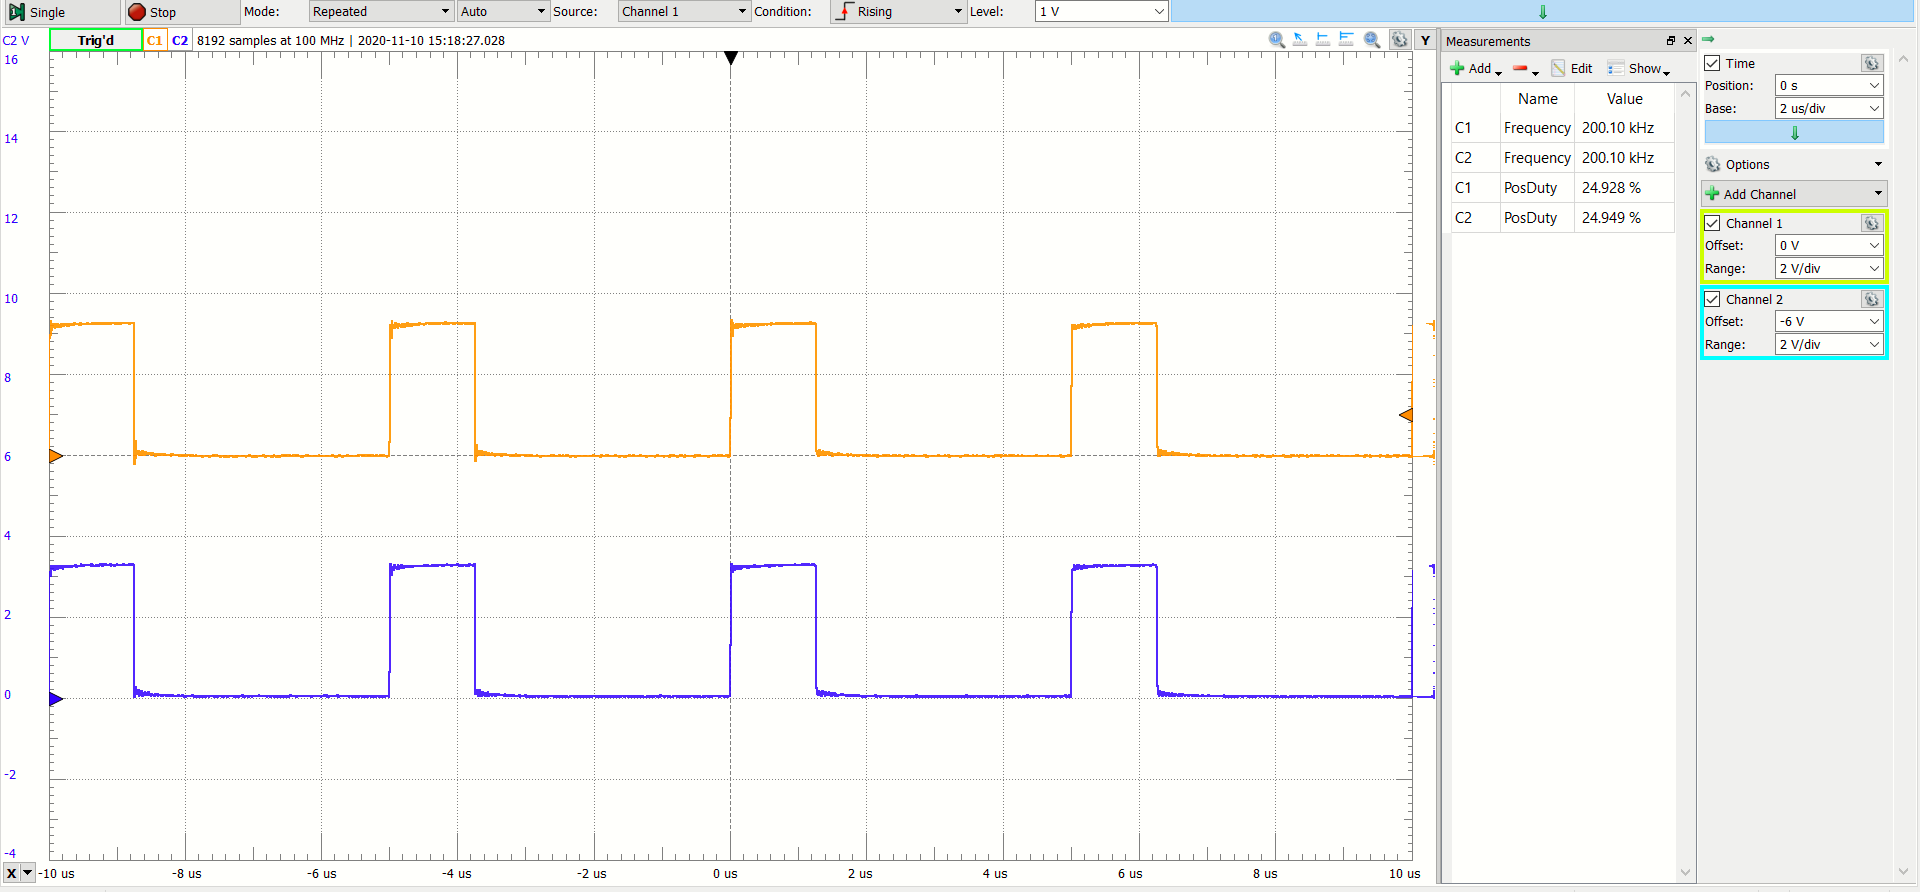 Single Stop Mode: Repeated Auto Source: Channel 1 Condition: Rising Level: 1 V
C2 V Trig'd C1 C2 8192 samples at 100 MHz | 2020-11-10 15:18:27.028 Y
16
14
12
10
8
6
4
2
0
-2
-4
X -10 us -8 us -6 us -4 us -2 us 0 us 2 us 4 us 6 us 8 us 10 us
Measurements
Add Edit Show
Name Value
C1 Frequency 200.10 kHz
C2 Frequency 200.10 kHz
C1 PosDuty 24.928 %
C2 PosDuty 24.949 %
Time
Position: 0 s
Base: 2 us/div
Options
Add Channel
Channel 1
Offset: 0 V
Range: 2 V/div
Channel 2
Offset: -6 V
Range: 2 V/div